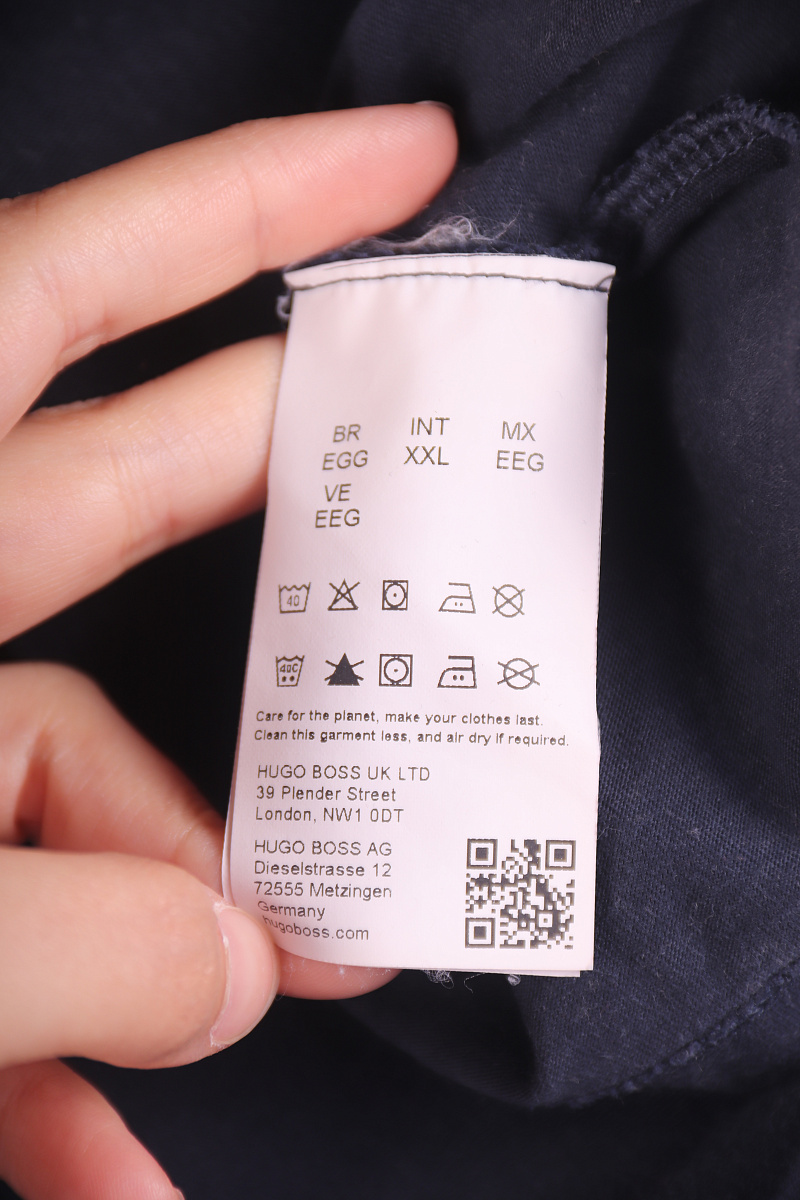 BR INT MX
EGG XXL EEG
VE
EEG
40
40C
Care for the planet, make your clothes last.
Clean this garment less, and air dry if required.
HUGO BOSS UK LTD
39 Plender Street
London, NW1 0DT
HUGO BOSS AG
Dieselstrasse 12
72555 Metzingen
Germany
hugoboss.com